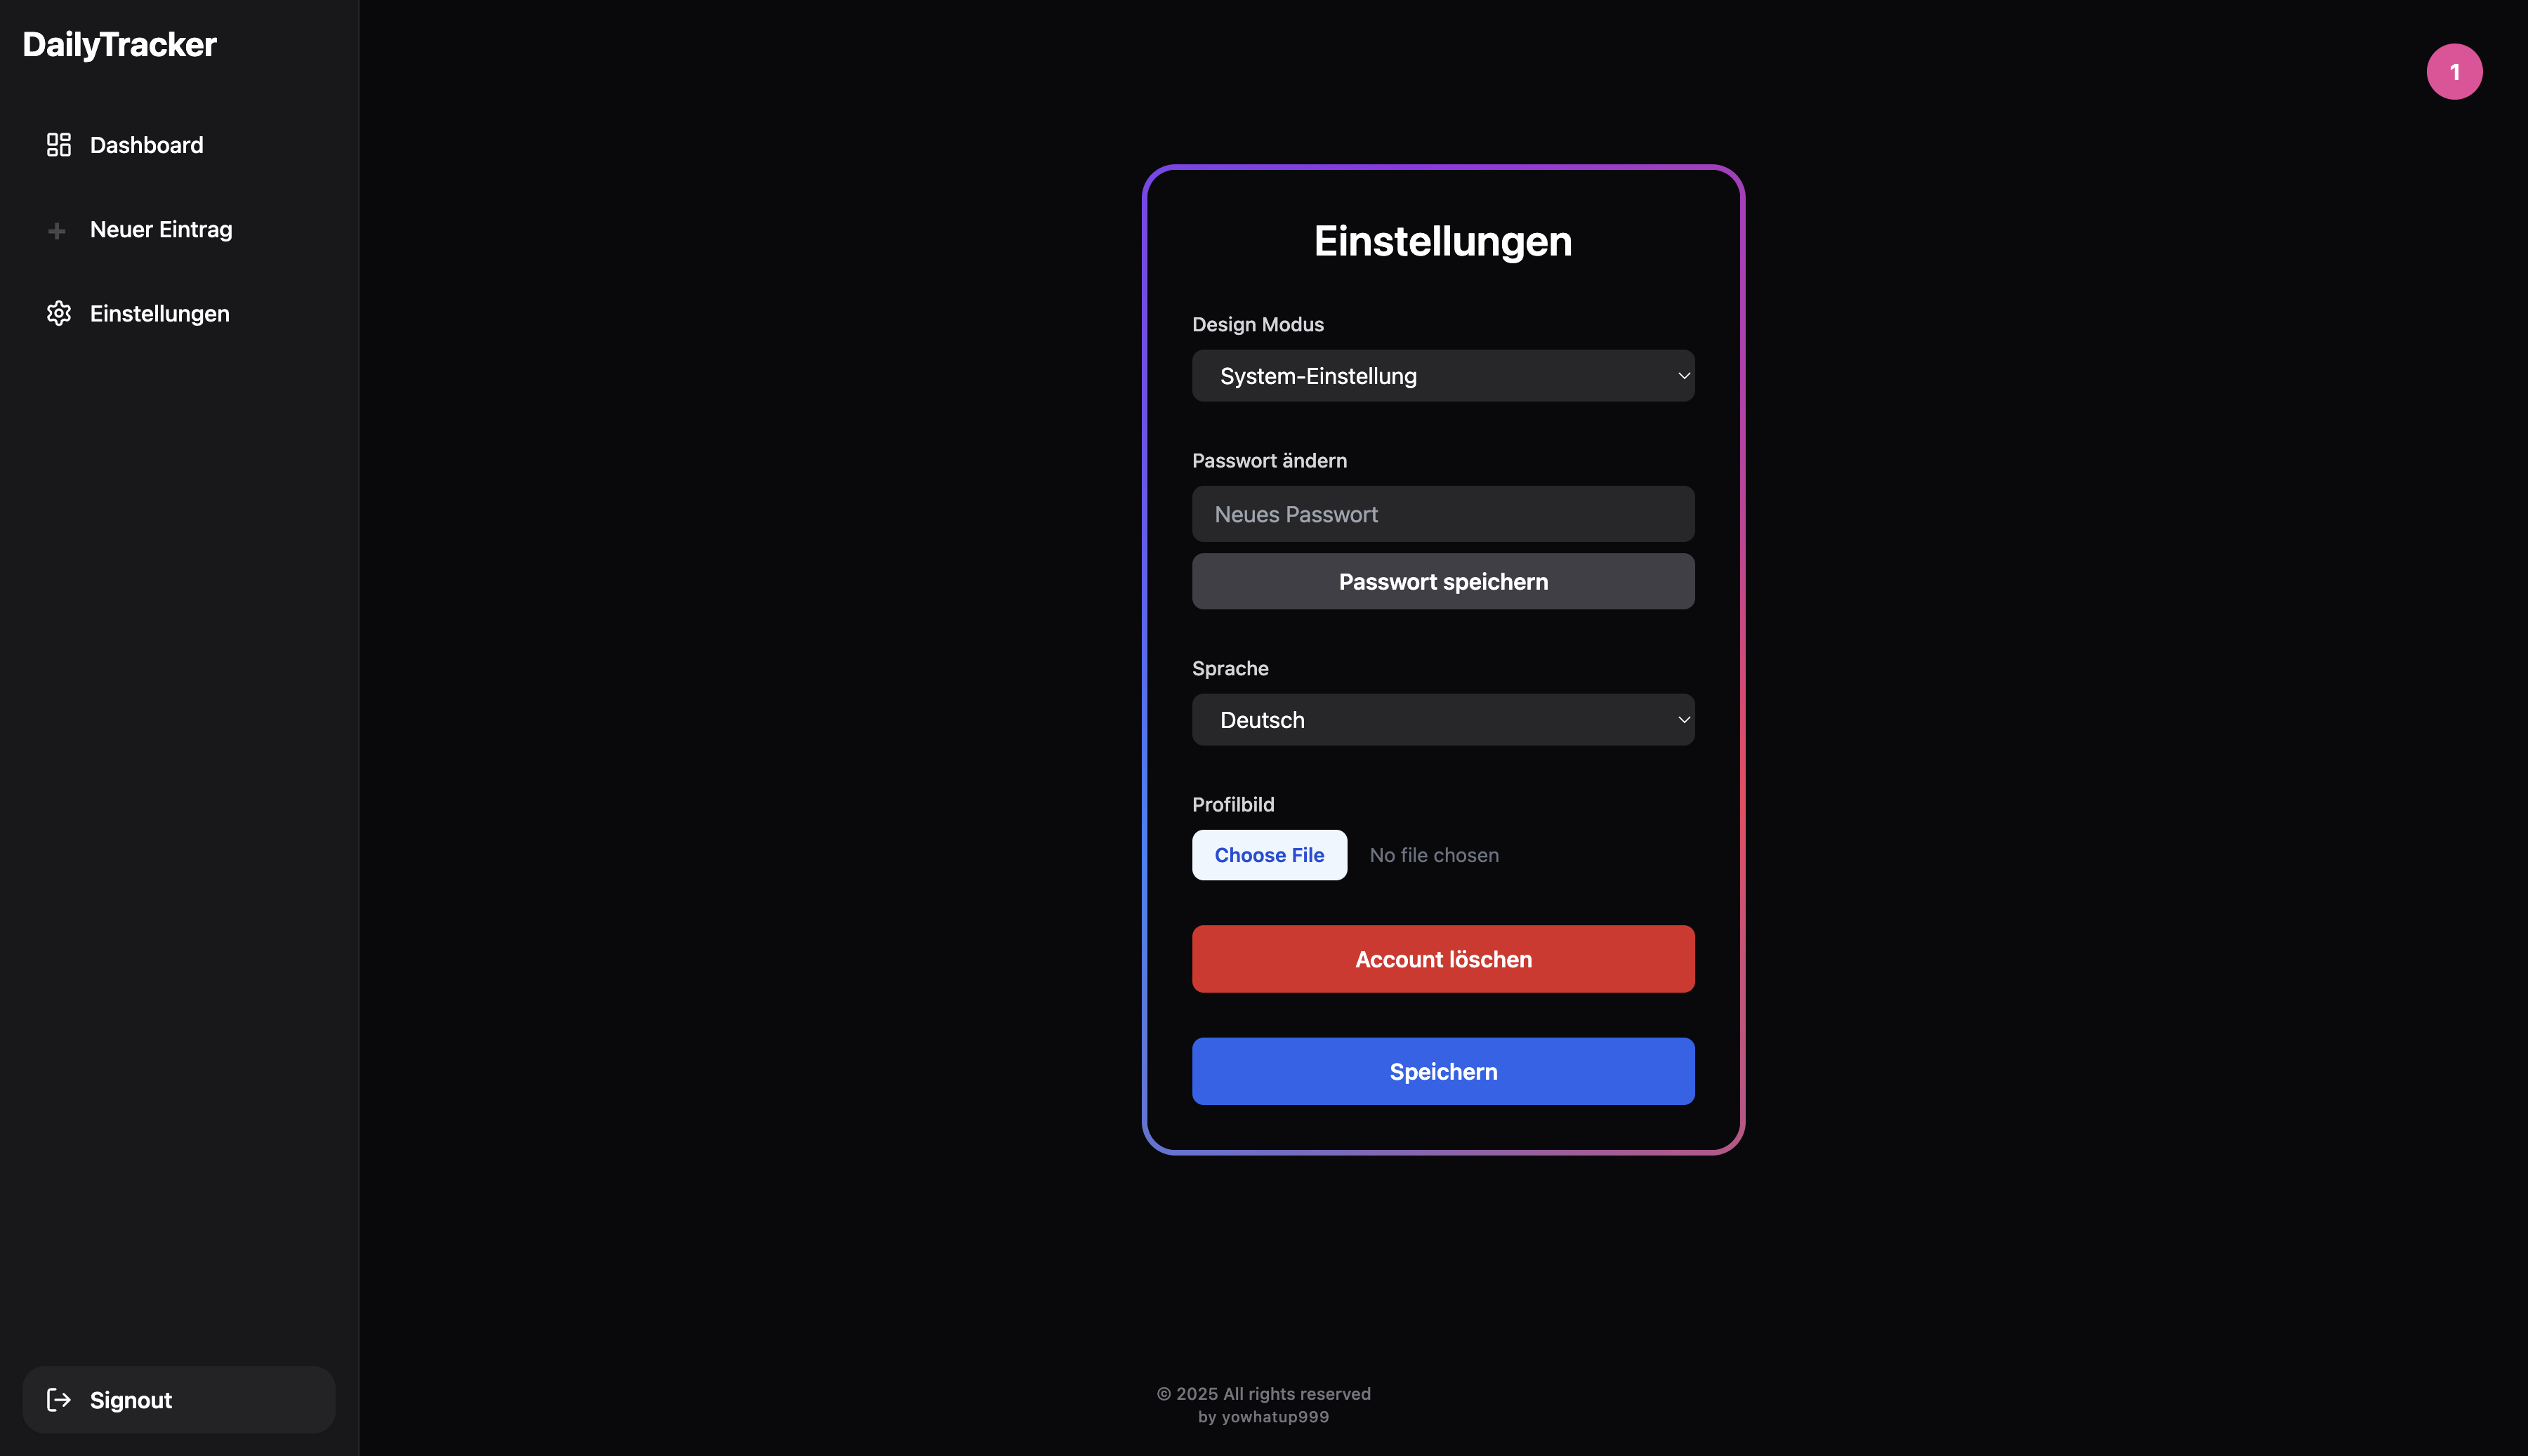 DailyTracker
Dashboard
Neuer Eintrag
Einstellungen
Signout
1
Einstellungen
Design Modus
System-Einstellung
Passwort ändern
Neues Passwort
Passwort speichern
Sprache
Deutsch
Profilbild
Choose File No file chosen
Account löschen
Speichern
© 2025 All rights reserved
by yowhatup999